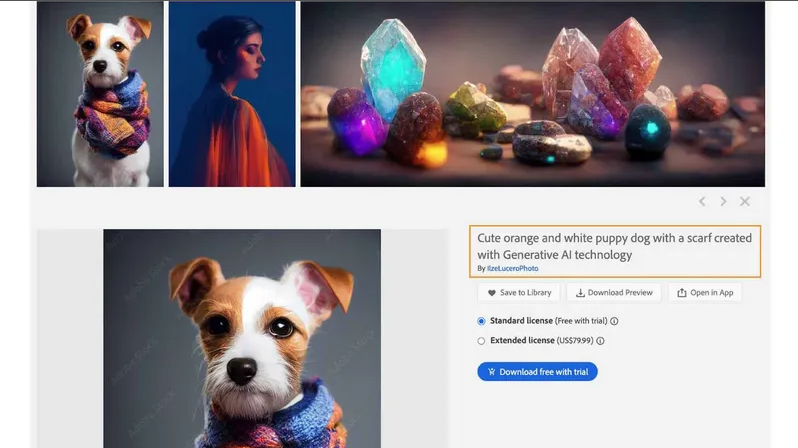 Cute orange and white puppy dog with a scarf created
with Generative AI technology
By IlzeLuceroPhoto
Save to Library
Download Preview
Open in App
Standard license (Free with trial)
Extended license (US$79.99)
Download free with trial